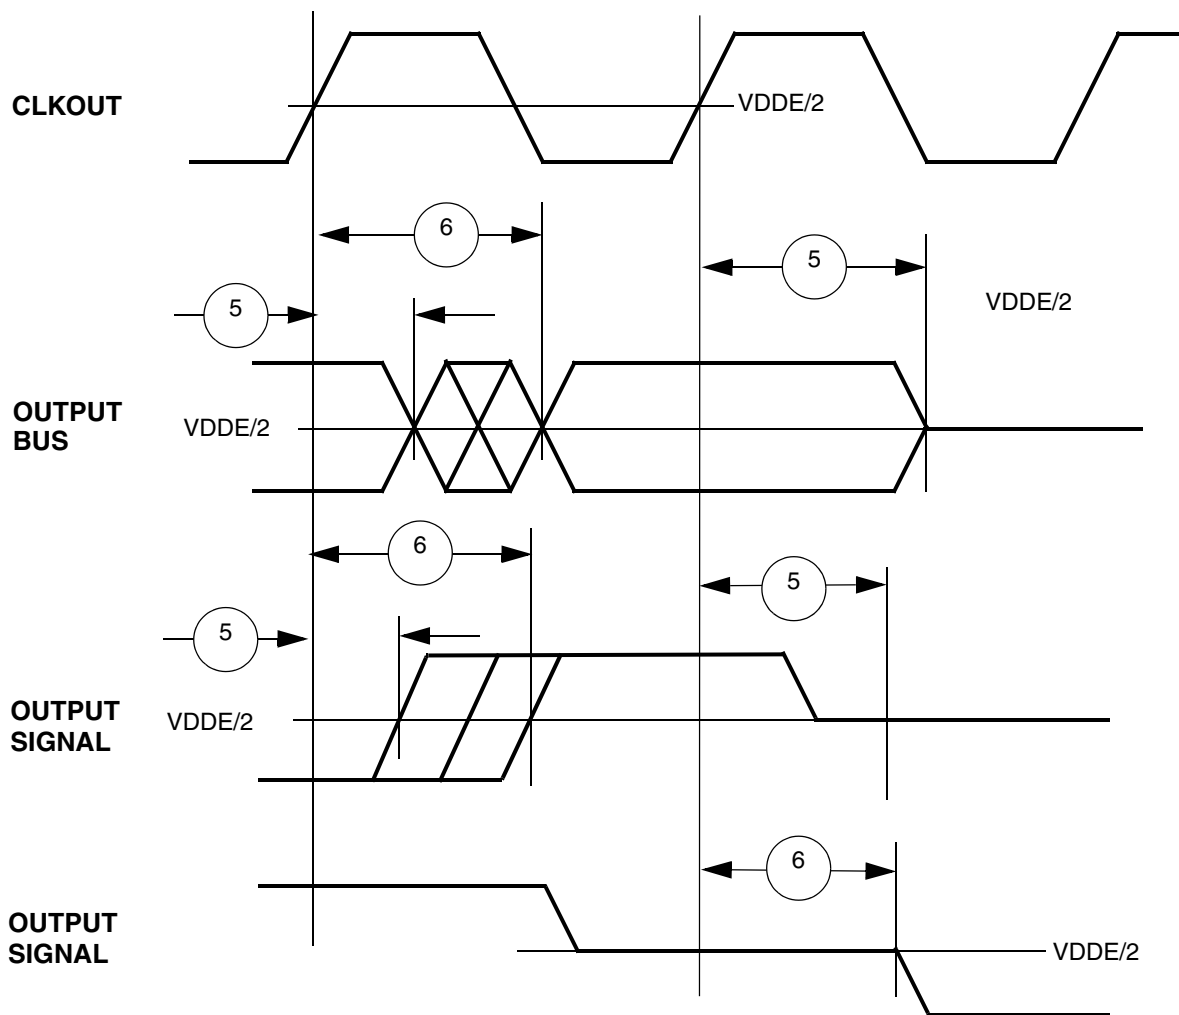 CLKOUT
VDDE/2
6
5
5
VDDE/2
OUTPUT
BUS
VDDE/2
6
5
5
OUTPUT
SIGNAL
VDDE/2
6
OUTPUT
SIGNAL
VDDE/2